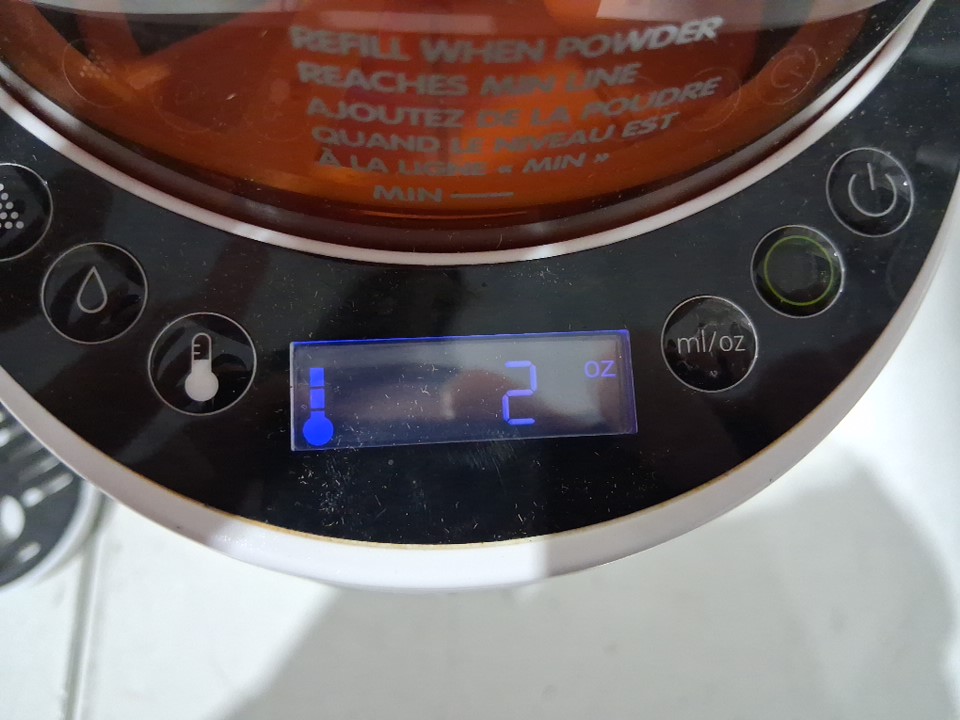 REFILL WHEN POWDER
REACHES MIN LINE
AJOUTEZ DE LA POUDRE
QUAND LE NIVEAU EST
À LA LIGNE « MIN »
MIN
2 oz
ml/oz